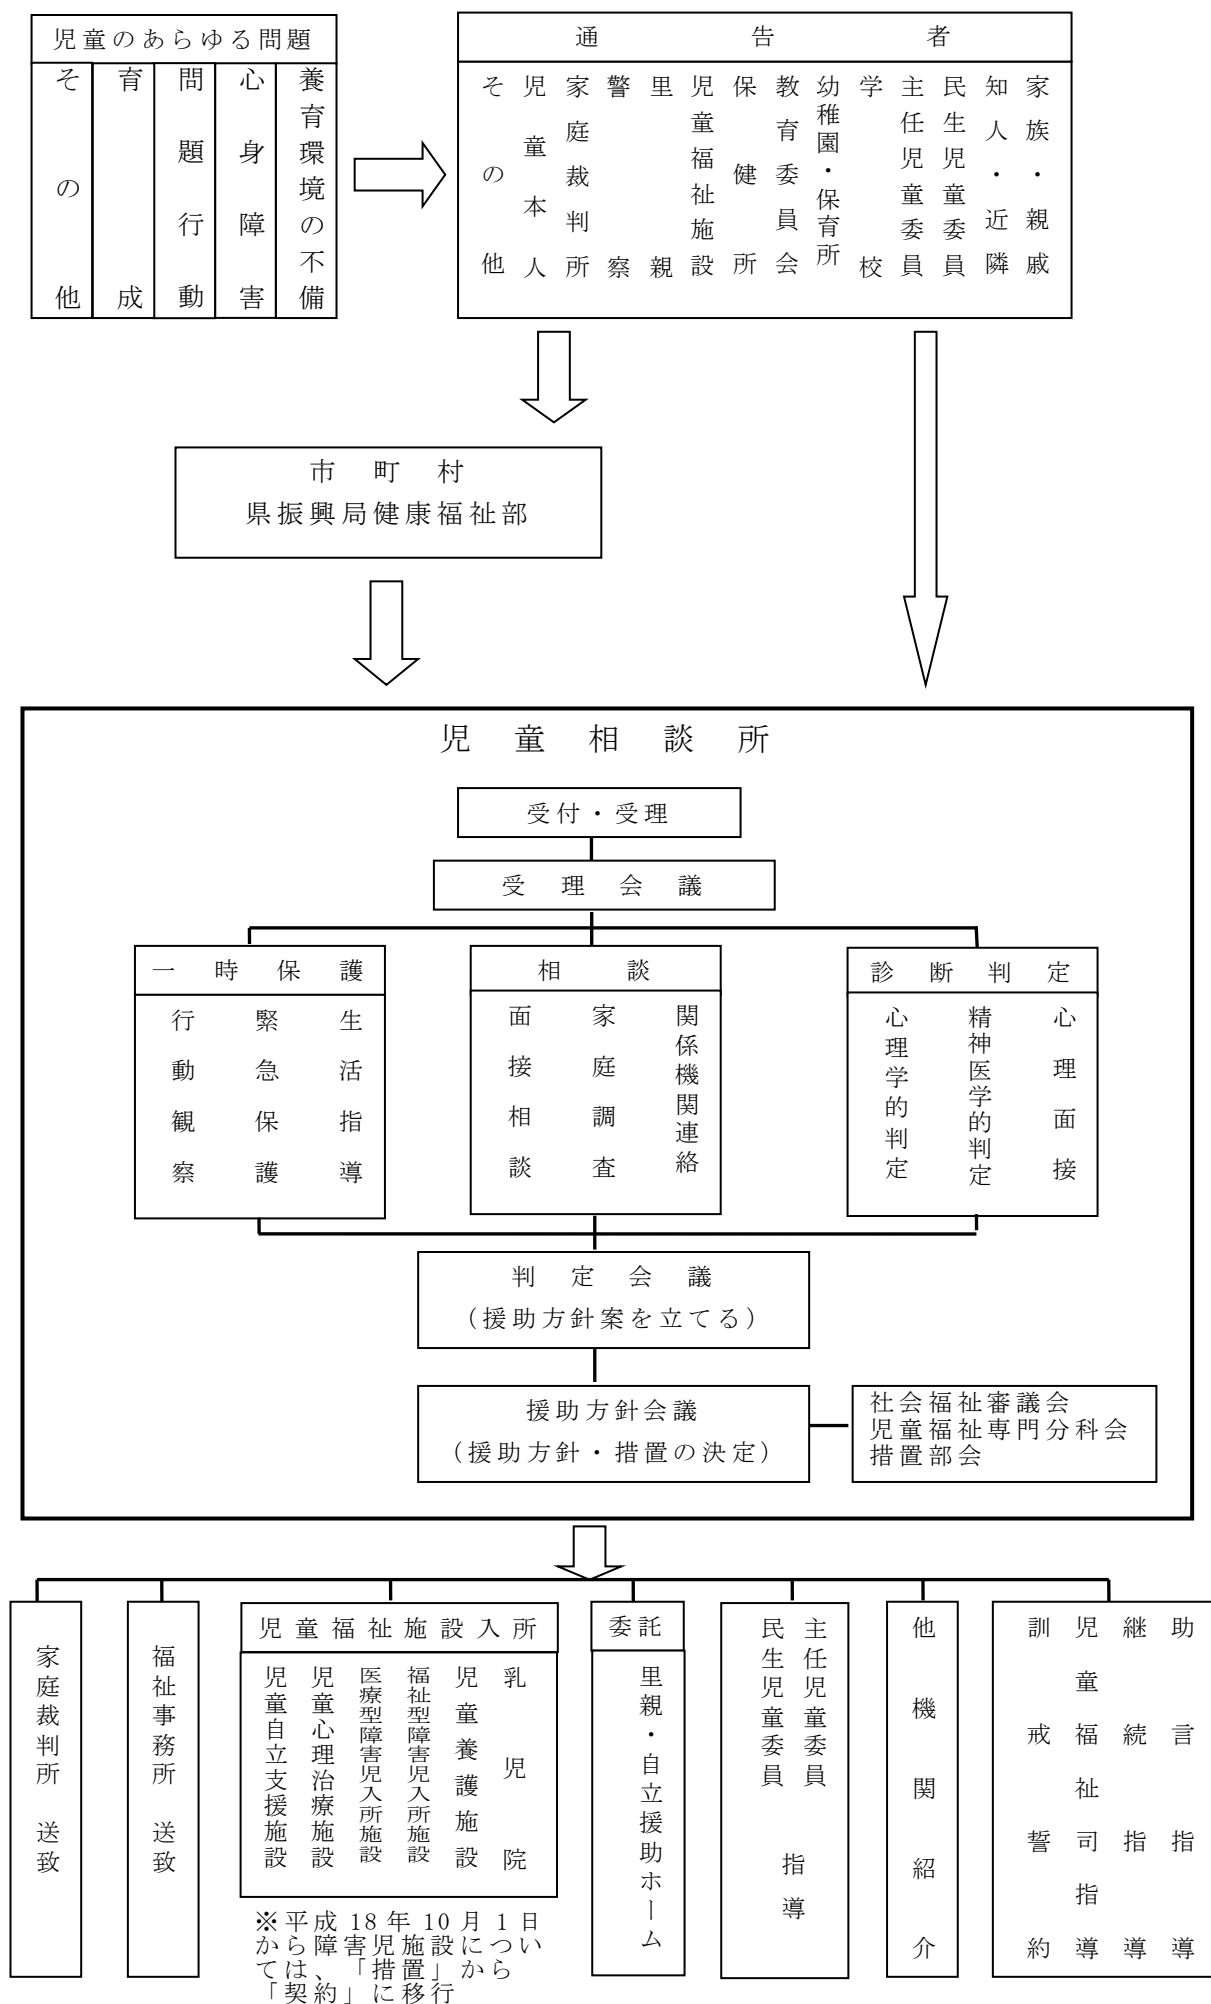 児童のあらゆる問題
養育環境の不備
心身障害
問題行動
育成
その他
通告者
家族・親戚
知人・近隣
民生児童委員
主任児童委員
学校
幼稚園・保育所
教育委員会
保健所
児童福祉施設
里親
警察
家庭裁判所
児童本人
その他
市町村
県振興局健康福祉部
児童相談所
受付・受理
受理会議
一時保護
生活指導
緊急保護
行動観察
相談
関係機関連絡
家庭調査
面接相談
診断判定
心理面接
精神医学的判定
心理学的判定
判定会議
(援助方針案を立てる)
援助方針会議
(援助方針・措置の決定)
社会福祉審議会
児童福祉専門分科会
措置部会
家庭裁判所 送致
福祉事務所 送致
児童福祉施設入所
乳児院
児童養護施設
福祉型障害児入所施設
医療型障害児入所施設
児童心理治療施設
児童自立支援施設
※平成18年10月1日
から障害児施設につい
ては、「措置」から
「契約」に移行
委託
里親・自立援助ホーム
主任児童委員
民生児童委員
指導
他機関紹介
助言指導
継続指導
児童福祉司指導
訓戒誓約